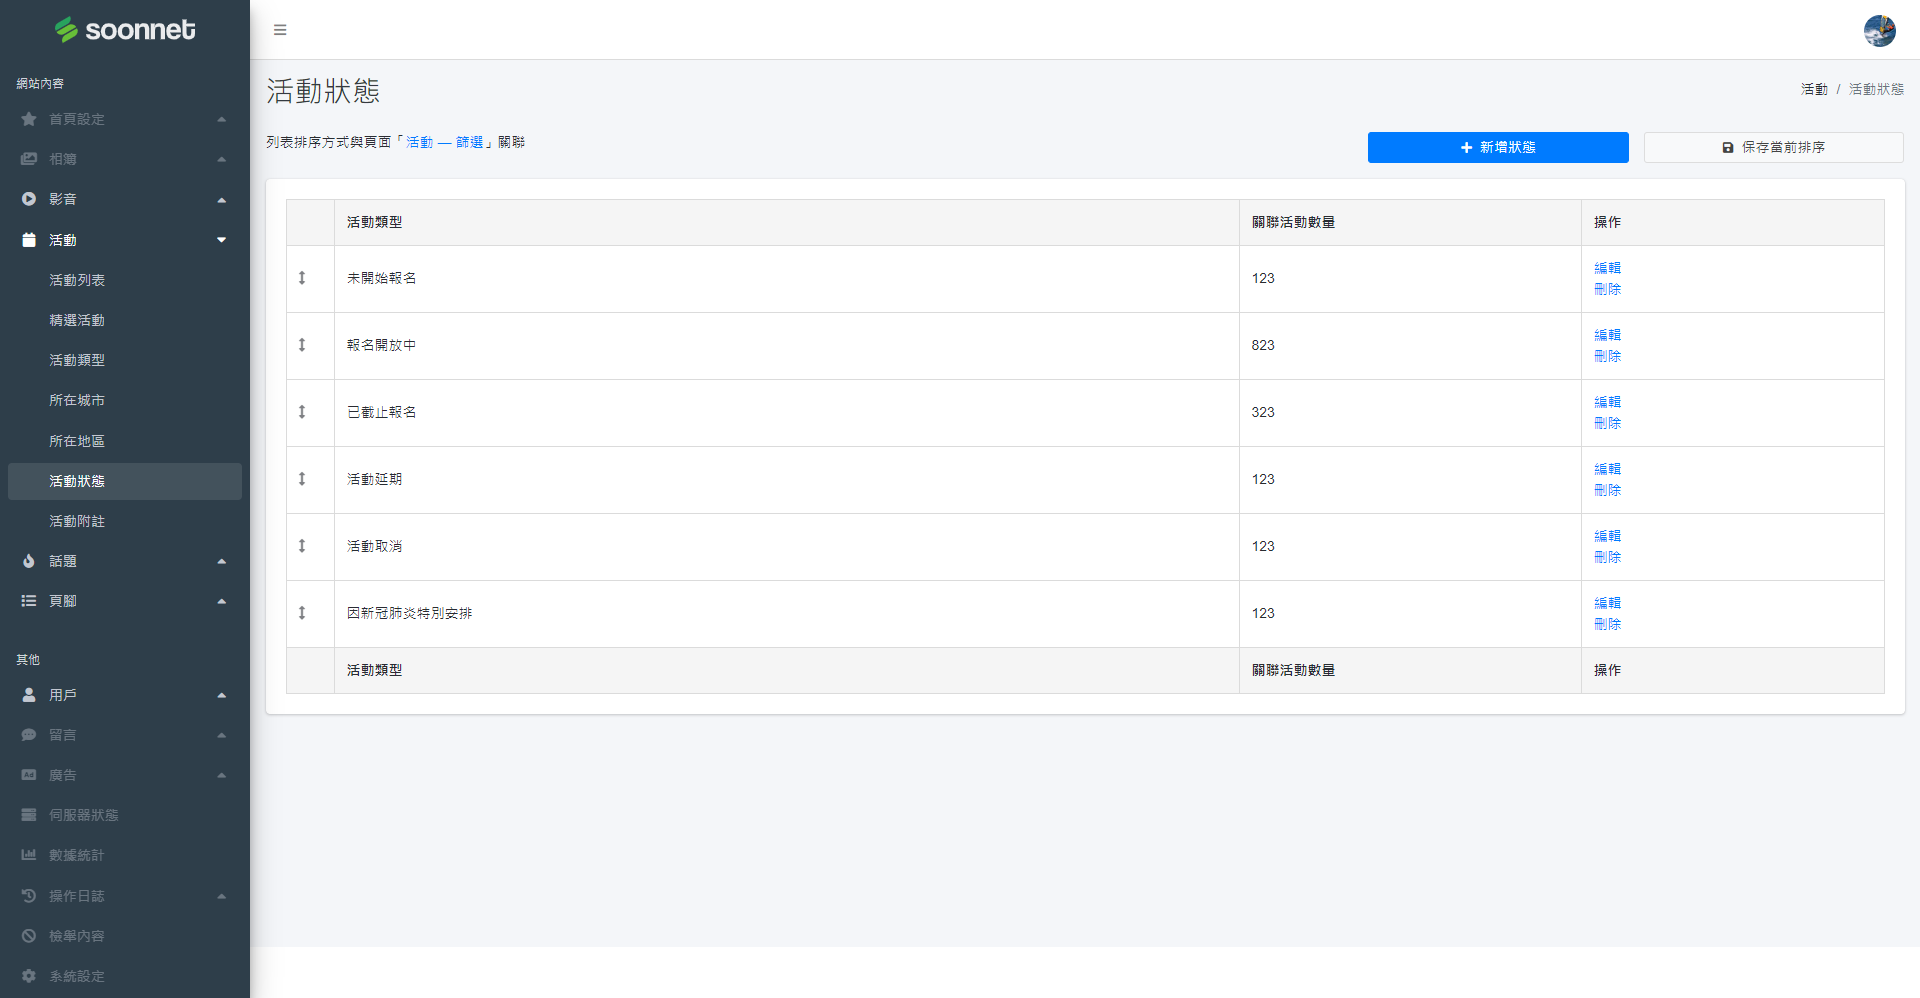 soonnet
網站內容
首頁設定
相簿
影音
活動
活動列表
精選活動
活動類型
所在城市
所在地區
活動狀態
活動附註
話題
頁腳
其他
用戶
留言
Ad 廣告
伺服器狀態
數據統計
操作日誌
檢舉內容
系統設定
活動狀態
活動 / 活動狀態
列表排序方式與頁面「活動 — 篩選」關聯
新增狀態
保存當前排序
活動類型 關聯活動數量 操作
未開始報名 123 編輯
刪除
報名開放中 823 編輯
刪除
已截止報名 323 編輯
刪除
活動延期 123 編輯
刪除
活動取消 123 編輯
刪除
因新冠肺炎特別安排 123 編輯
刪除
活動類型 關聯活動數量 操作